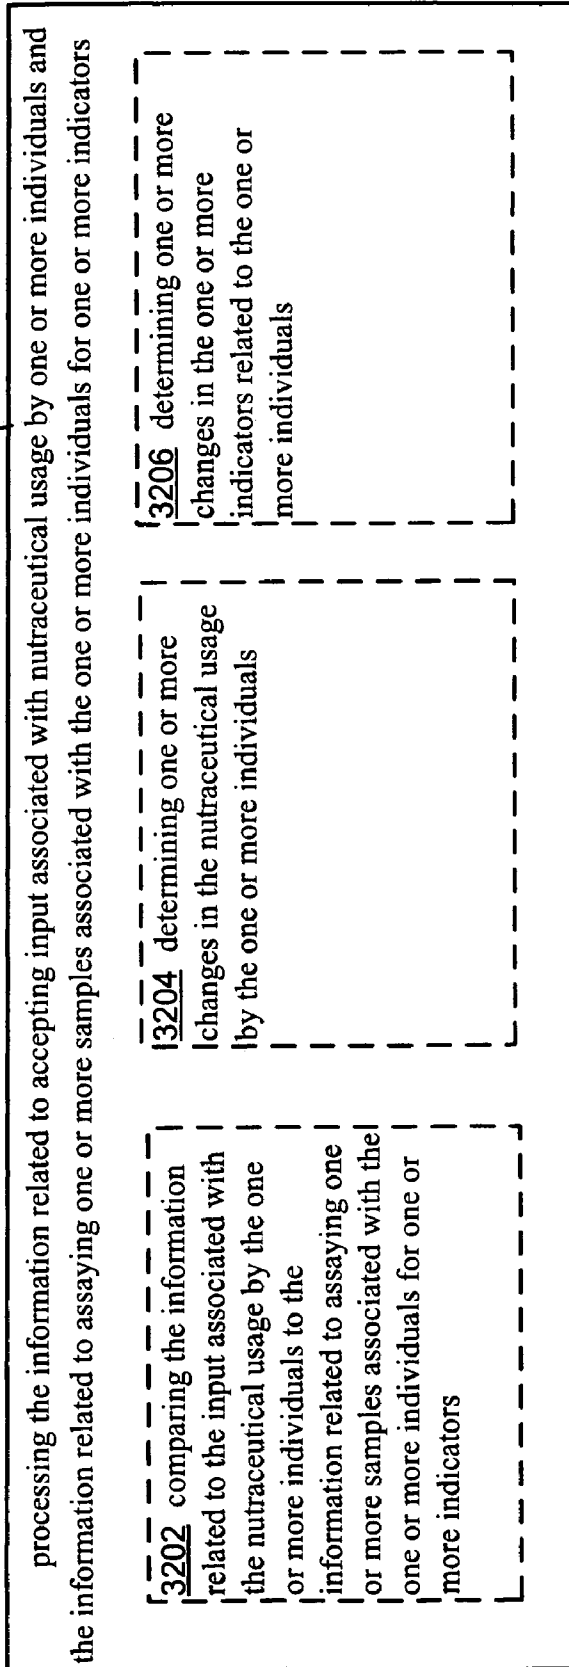 processing the information related to accepting input associated with nutraceutical usage by one or more individuals and
the information related to assaying one or more samples associated with the one or more individuals for one or more indicators
3202 comparing the information
related to the input associated with
the nutraceutical usage by the one
or more individuals to the
information related to assaying one
or more samples associated with the
one or more individuals for one or
more indicators
3204 determining one or more
changes in the nutraceutical usage
by the one or more individuals
3206 determining one or more
changes in the one or more
indicators related to the one or
more individuals